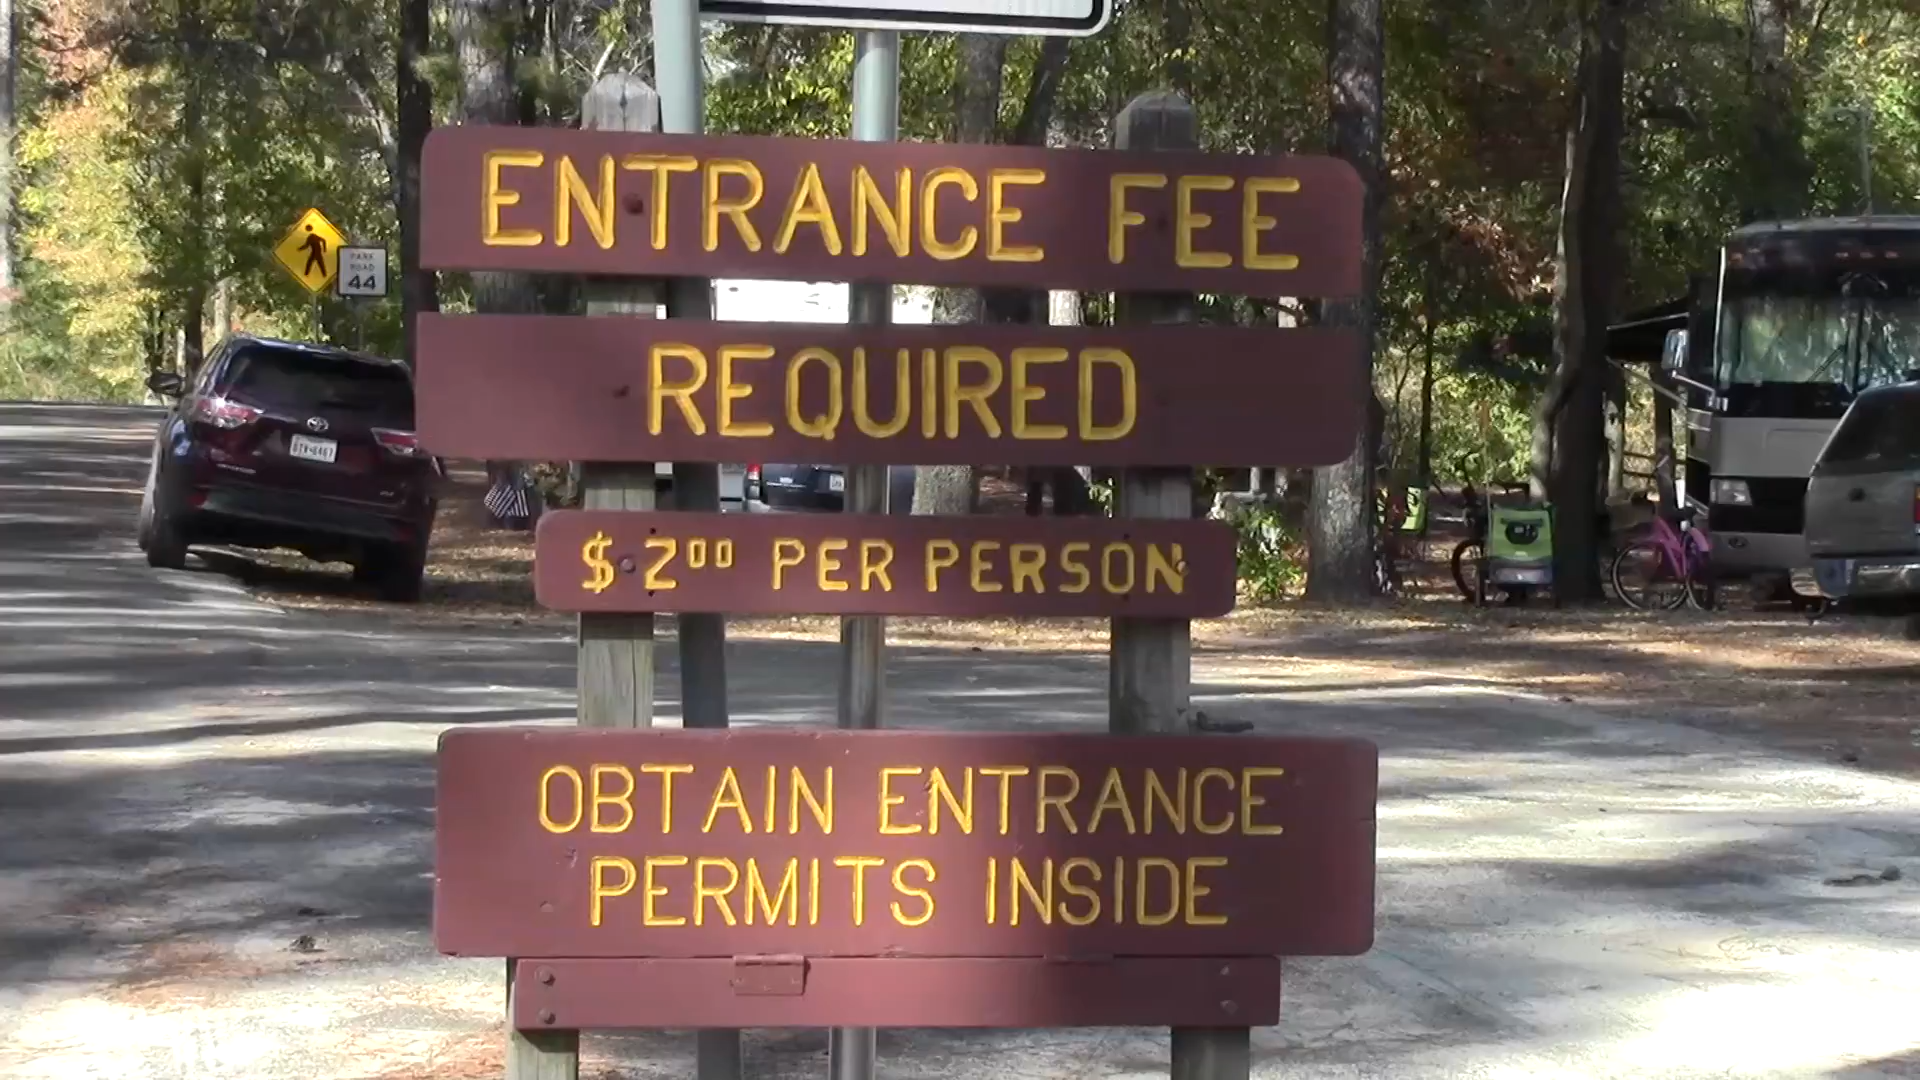 ENTRANCE FEE
PARK
ROAD
44
REQUIRED
$2⁰⁰ PER PERSON
OBTAIN ENTRANCE
PERMITS INSIDE